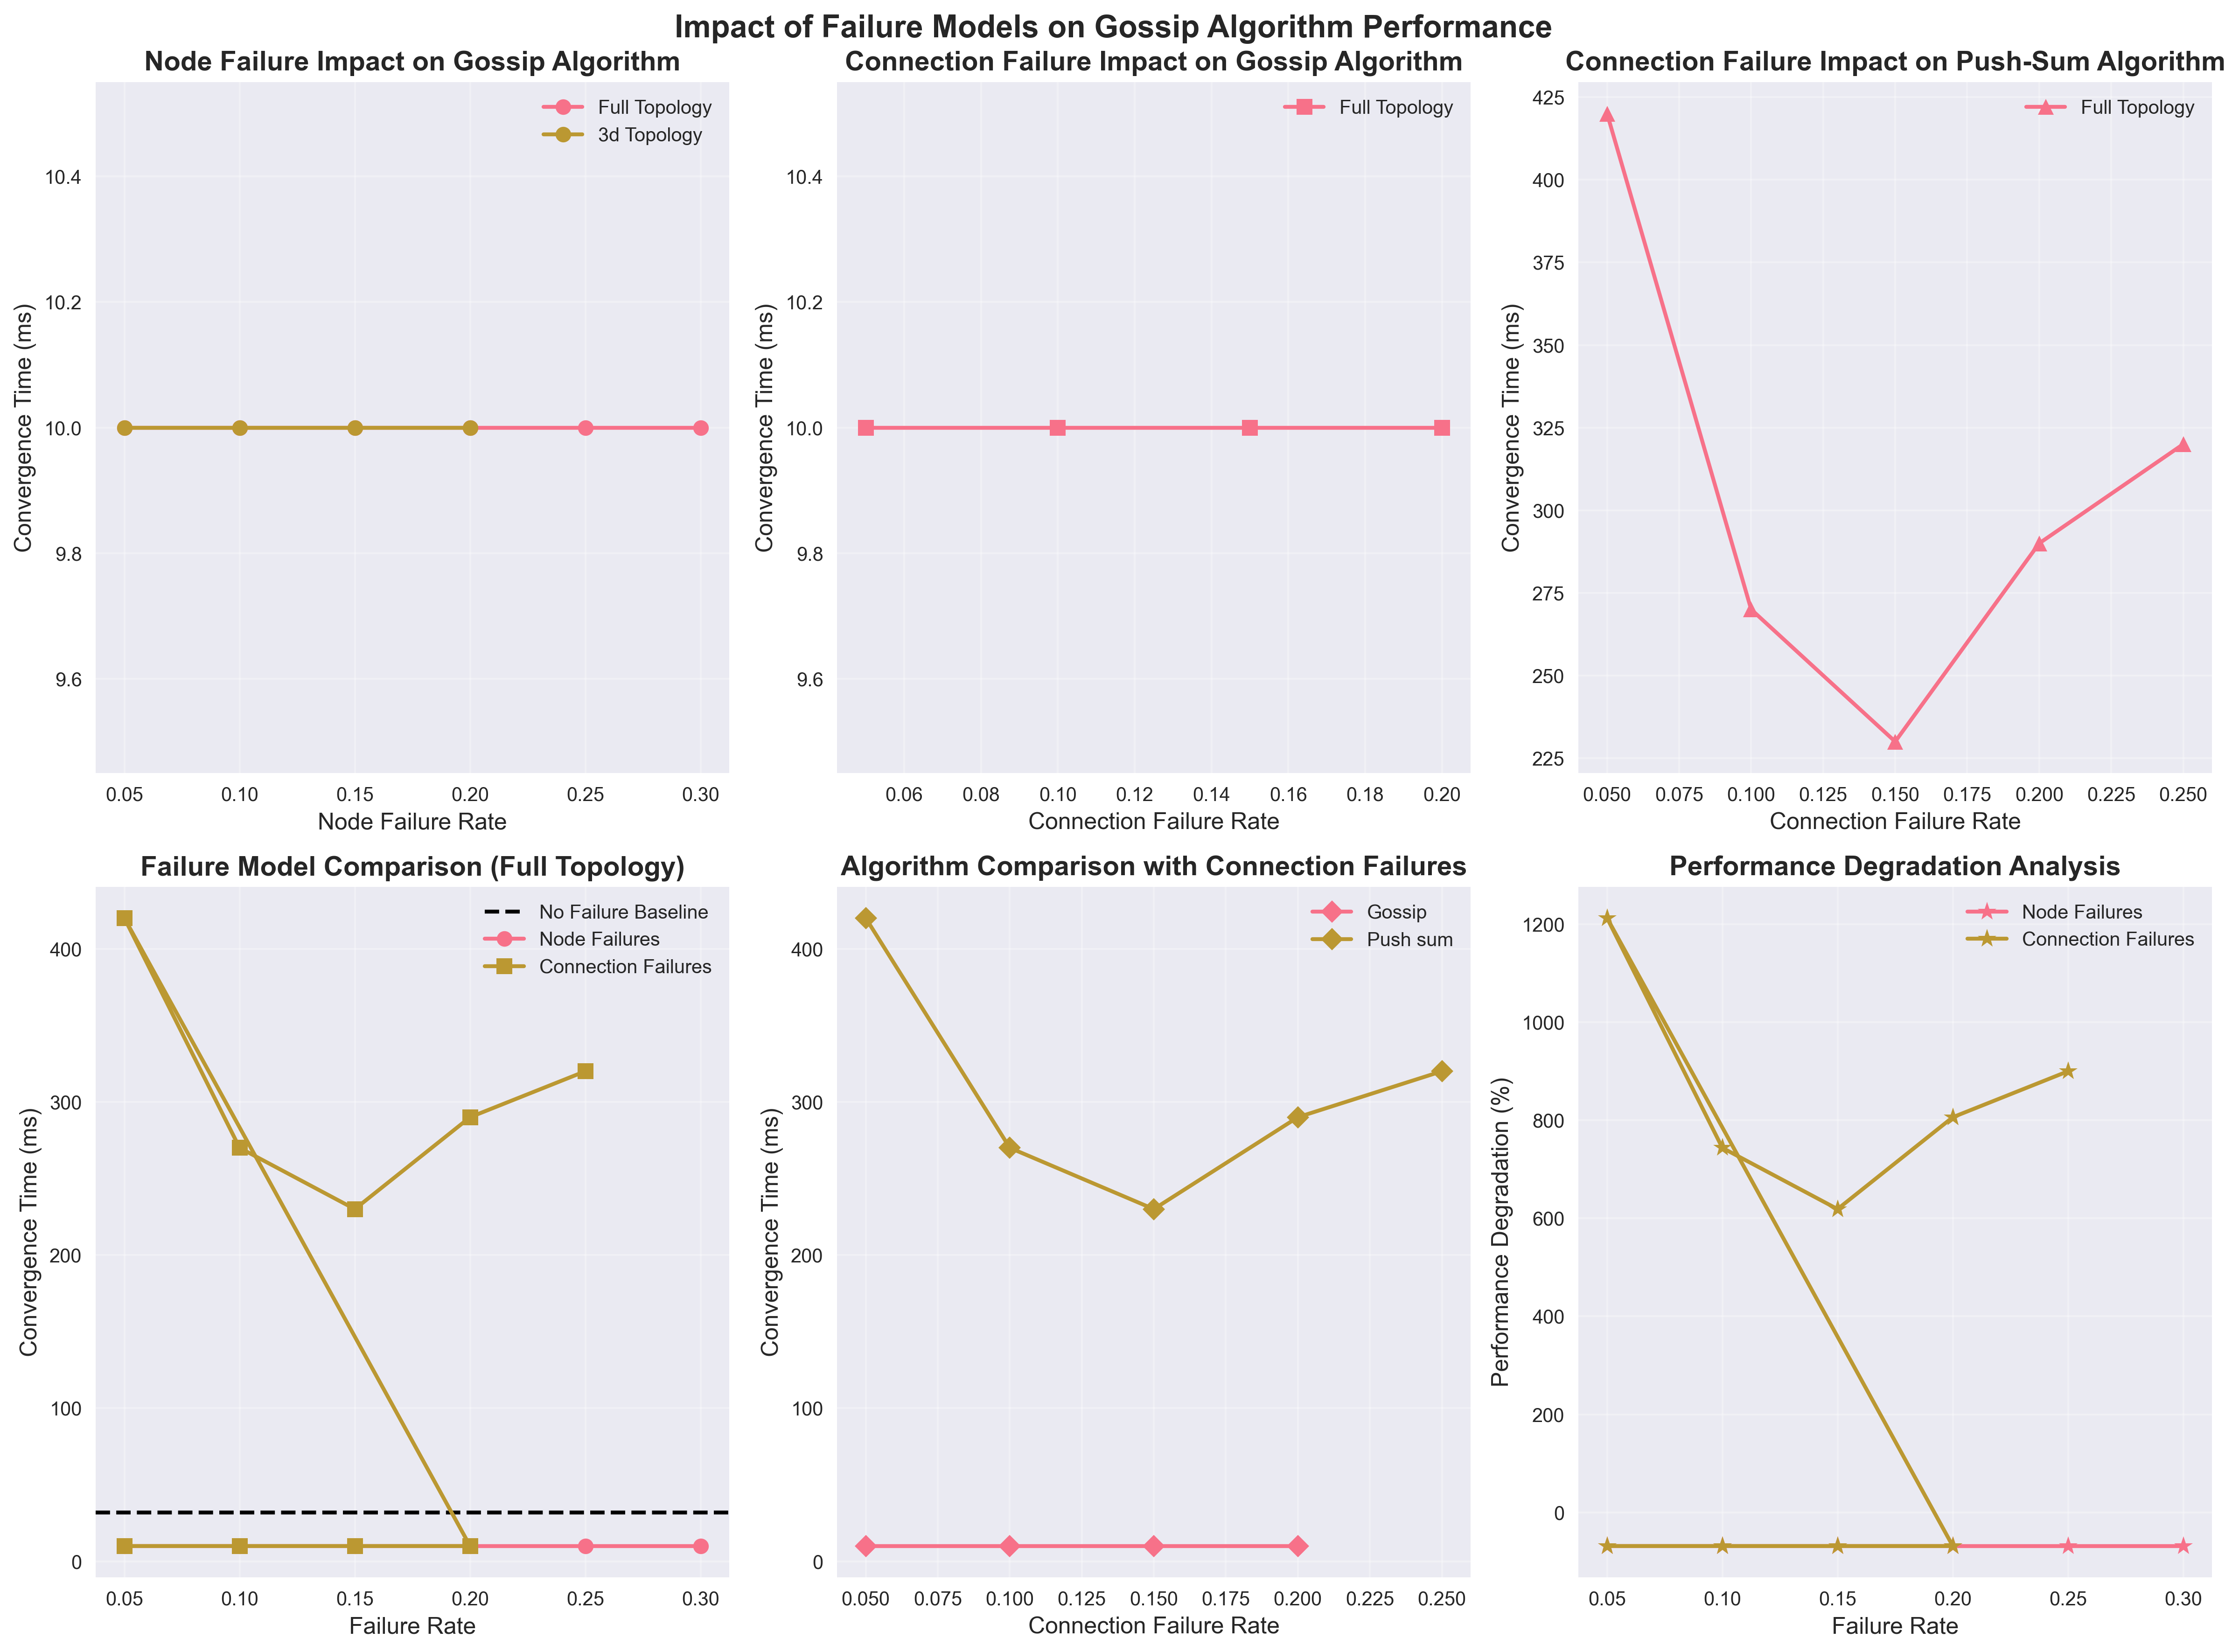 Impact of Failure Models on Gossip Algorithm Performance
Node Failure Impact on Gossip Algorithm
Full Topology
3d Topology
Convergence Time (ms)
10.4
10.2
10.0
9.8
9.6
0.05 0.10 0.15 0.20 0.25 0.30
Node Failure Rate
Connection Failure Impact on Gossip Algorithm
Full Topology
Convergence Time (ms)
10.4
10.2
10.0
9.8
9.6
0.06 0.08 0.10 0.12 0.14 0.16 0.18 0.20
Connection Failure Rate
Connection Failure Impact on Push-Sum Algorithm
Full Topology
Convergence Time (ms)
425
400
375
350
325
300
275
250
225
0.050 0.075 0.100 0.125 0.150 0.175 0.200 0.225 0.250
Connection Failure Rate
Failure Model Comparison (Full Topology)
No Failure Baseline
Node Failures
Connection Failures
Convergence Time (ms)
400
300
200
100
0
0.05 0.10 0.15 0.20 0.25 0.30
Failure Rate
Algorithm Comparison with Connection Failures
Gossip
Push sum
Convergence Time (ms)
400
300
200
100
0
0.050 0.075 0.100 0.125 0.150 0.175 0.200 0.225 0.250
Connection Failure Rate
Performance Degradation Analysis
Node Failures
Connection Failures
Performance Degradation (%)
1200
1000
800
600
400
200
0
0.05 0.10 0.15 0.20 0.25 0.30
Failure Rate